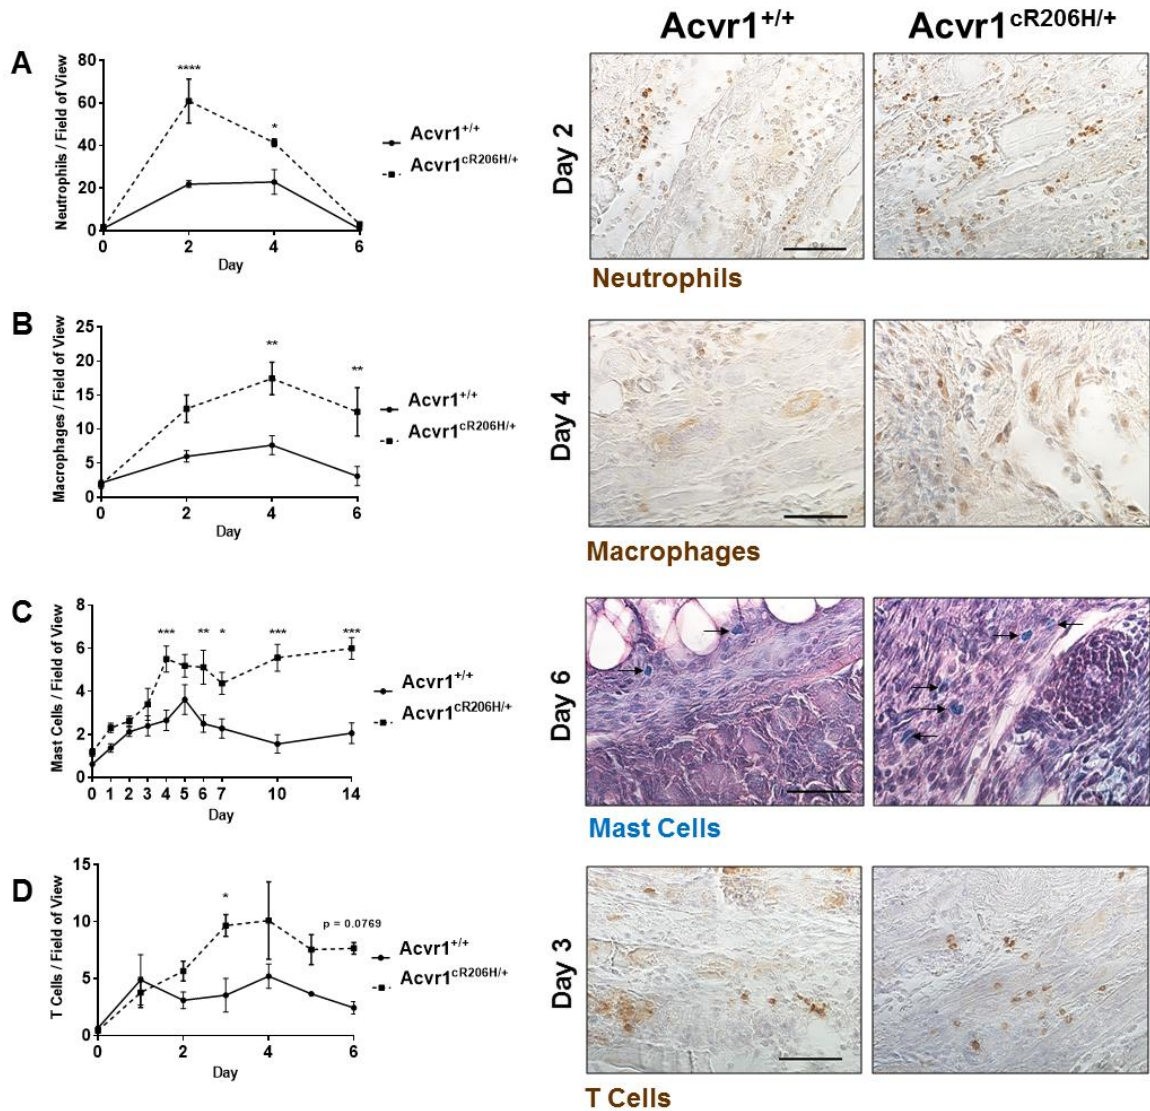 Acvr1+/+
Acvr1cR206H/+
A
Neutrophils / Field of View
80
60
40
20
0
****
*
0 2 4 6
Day
Acvr1+/+
Acvr1cR206H/+
Day 2
Neutrophils
B
Macrophages / Field of View
25
20
15
10
5
0
**
**
0 2 4 6
Day
Acvr1+/+
Acvr1cR206H/+
Day 4
Macrophages
C
Mast Cells / Field of View
8
6
4
2
0
*** ** * *** ***
0 1 2 3 4 5 6 7 10 14
Day
Acvr1+/+
Acvr1cR206H/+
Day 6
Mast Cells
D
T Cells / Field of View
15
10
5
0
*
p = 0.0769
0 2 4 6
Day
Acvr1+/+
Acvr1cR206H/+
Day 3
T Cells